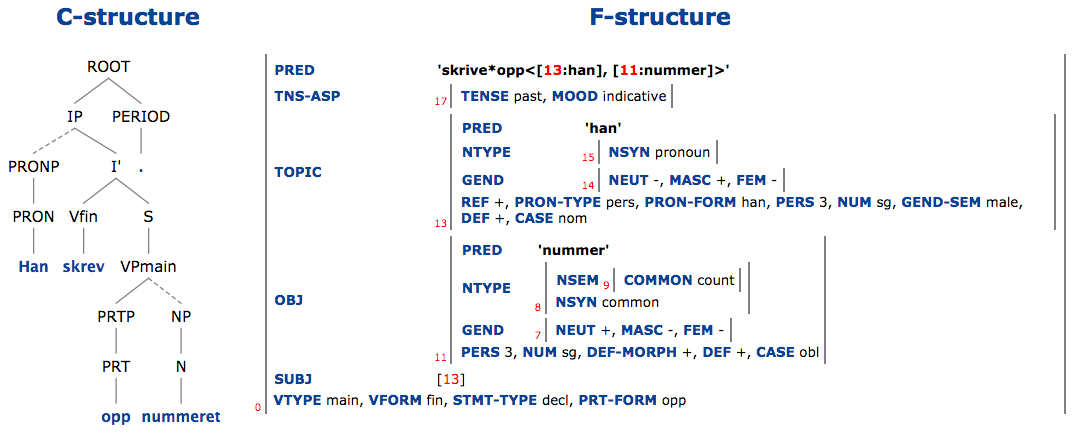 C-structure F-structure
ROOT
IP PERIOD
PRONP I' .
PRON Vfin S
Han skrev VPmain
PRTP NP
PRT N
opp nummeret
PRED 'skrive*opp<[13:han], [11:nummer]>'
TNS-ASP 17 TENSE past, MOOD indicative
PRED 'han'
NTYPE 15 NSYN pronoun
TOPIC
GEND 14 NEUT -, MASC +, FEM -
REF +, PRON-TYPE pers, PRON-FORM han, PERS 3, NUM sg, GEND-SEM male,
13 DEF +, CASE nom
PRED 'nummer'
NSEM 9 COMMON count
NTYPE
8 NSYN common
OBJ
GEND 7 NEUT +, MASC -, FEM -
11 PERS 3, NUM sg, DEF-MORPH +, DEF +, CASE obl
SUBJ [13]
0 VTYPE main, VFORM fin, STMT-TYPE decl, PRT-FORM opp